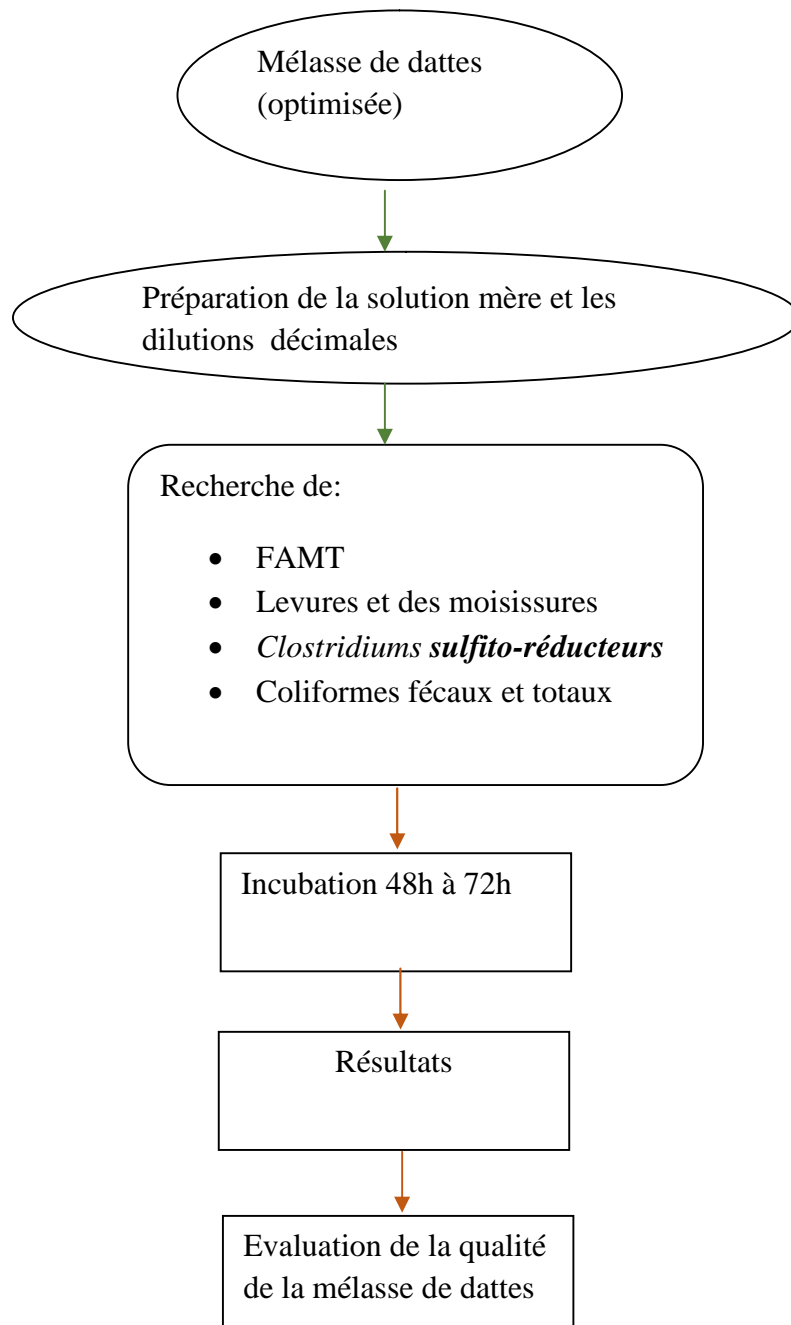 Mélasse de dattes
(optimisée)
Préparation de la solution mère et les
dilutions décimales
Recherche de:
• FAMT
• Levures et des moisissures
• Clostridiums sulfito-réducteurs
• Coliformes fécaux et totaux
Incubation 48h à 72h
Résultats
Evaluation de la qualité
de la mélasse de dattes